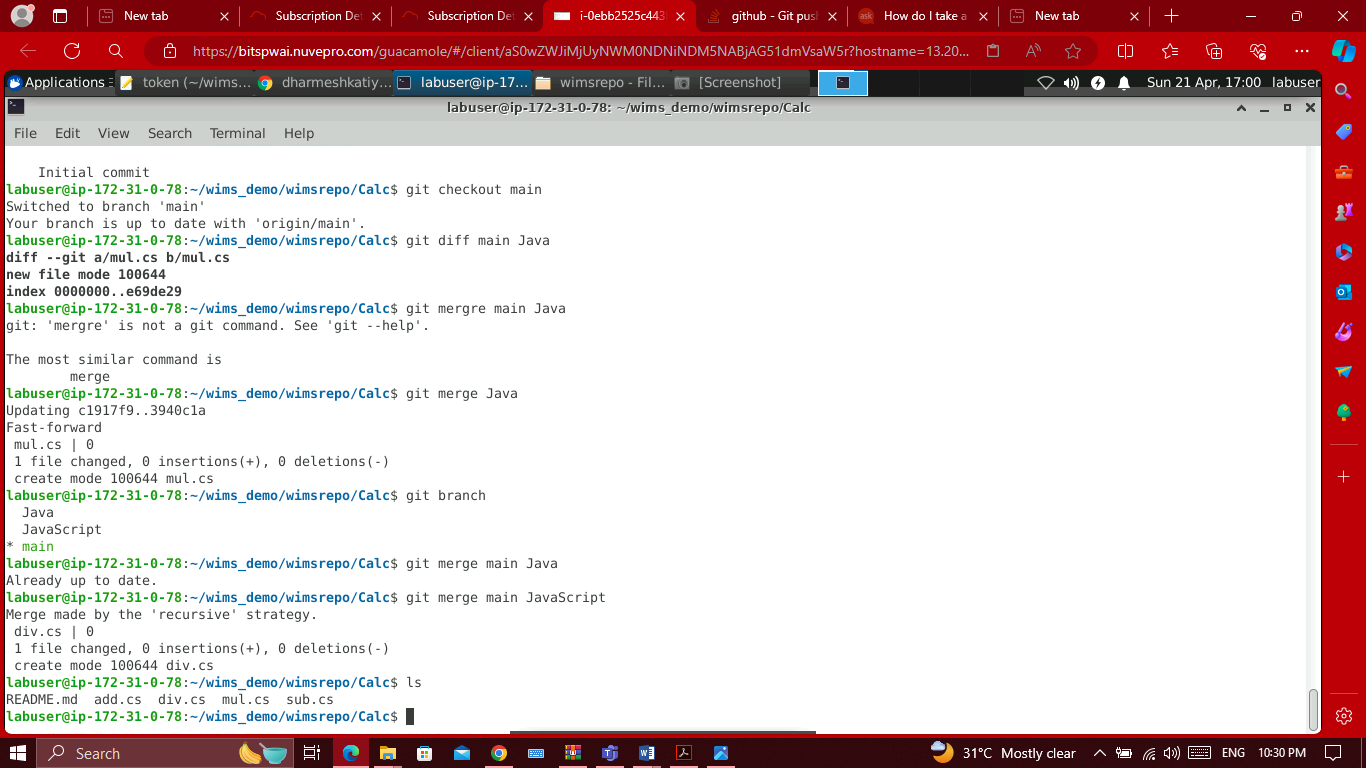 New tab
Subscription Det
Subscription Det
i-0ebb2525c443
github - Git pus
How do I take a
New tab
https://bitspwai.nuvepro.com/guacamole/#/client/aS0wZWJiMjUyNWM0NDNiNDM5NABjAG51dmVsaW5r?hostname=13.20...
Applications
token (~/wims...
dharmeshkatiy...
labuser@ip-17...
wimsrepo - Fil...
[Screenshot]
Sun 21 Apr, 17:00 labuser
labuser@ip-172-31-0-78: ~/wims_demo/wimsrepo/Calc
File Edit View Search Terminal Help
Initial commit
labuser@ip-172-31-0-78:~/wims_demo/wimsrepo/Calc$ git checkout main
Switched to branch 'main'
Your branch is up to date with 'origin/main'.
labuser@ip-172-31-0-78:~/wims_demo/wimsrepo/Calc$ git diff main Java
diff --git a/mul.cs b/mul.cs
new file mode 100644
index 0000000..e69de29
labuser@ip-172-31-0-78:~/wims_demo/wimsrepo/Calc$ git mergre main Java
git: 'mergre' is not a git command. See 'git --help'.
The most similar command is
merge
labuser@ip-172-31-0-78:~/wims_demo/wimsrepo/Calc$ git merge Java
Updating c1917f9..3940c1a
Fast-forward
mul.cs | 0
1 file changed, 0 insertions(+), 0 deletions(-)
create mode 100644 mul.cs
labuser@ip-172-31-0-78:~/wims_demo/wimsrepo/Calc$ git branch
Java
JavaScript
* main
labuser@ip-172-31-0-78:~/wims_demo/wimsrepo/Calc$ git merge main Java
Already up to date.
labuser@ip-172-31-0-78:~/wims_demo/wimsrepo/Calc$ git merge main JavaScript
Merge made by the 'recursive' strategy.
div.cs | 0
1 file changed, 0 insertions(+), 0 deletions(-)
create mode 100644 div.cs
labuser@ip-172-31-0-78:~/wims_demo/wimsrepo/Calc$ ls
README.md add.cs div.cs mul.cs sub.cs
labuser@ip-172-31-0-78:~/wims_demo/wimsrepo/Calc$
Search
31°C Mostly clear
ENG
10:30 PM